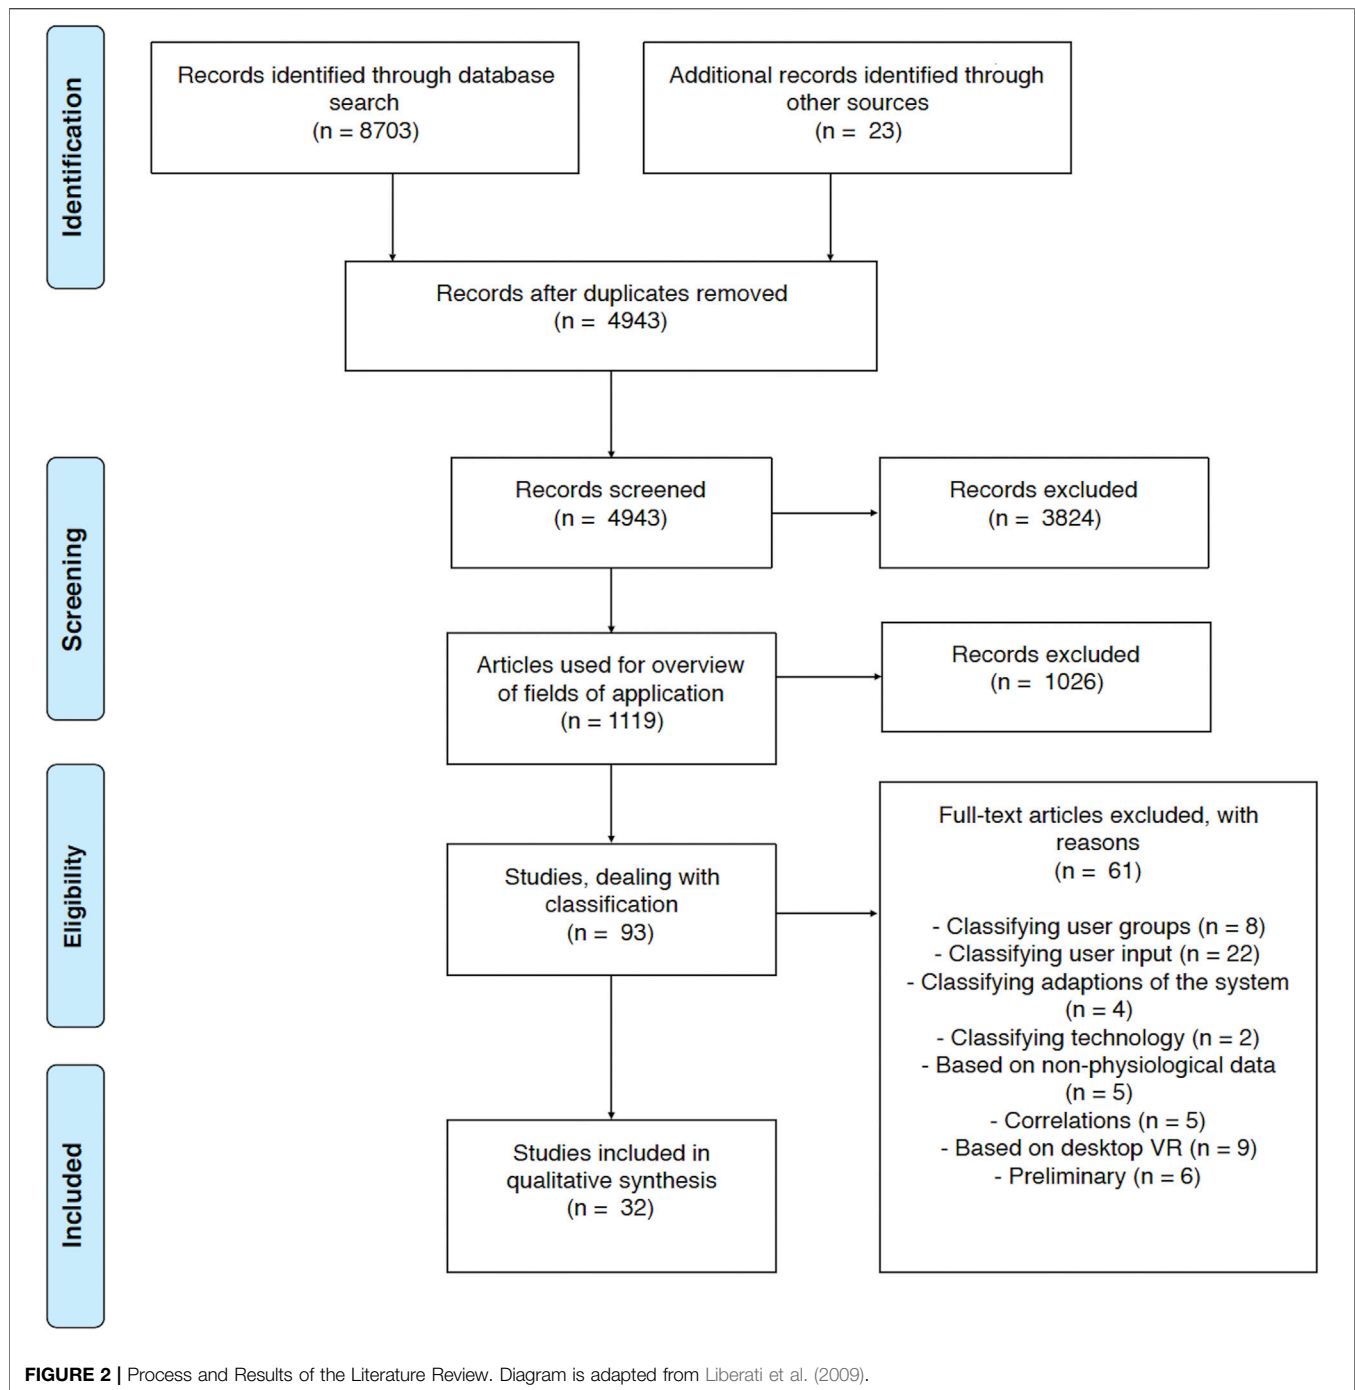 Identification
Records identified through database
search
(n = 8703)
Additional records identified through
other sources
(n = 23)
Records after duplicates removed
(n = 4943)
Screening
Records screened
(n = 4943)
Records excluded
(n = 3824)
Articles used for overview
of fields of application
(n = 1119)
Records excluded
(n = 1026)
Eligibility
Studies, dealing with
classification
(n = 93)
Full-text articles excluded, with
reasons
(n = 61)
- Classifying user groups (n = 8)
- Classifying user input (n = 22)
- Classifying adaptions of the system
(n = 4)
- Classifying technology (n = 2)
- Based on non-physiological data
(n = 5)
- Correlations (n = 5)
- Based on desktop VR (n = 9)
- Preliminary (n = 6)
Included
Studies included in
qualitative synthesis
(n = 32)
FIGURE 2 | Process and Results of the Literature Review. Diagram is adapted from Liberati et al. (2009).